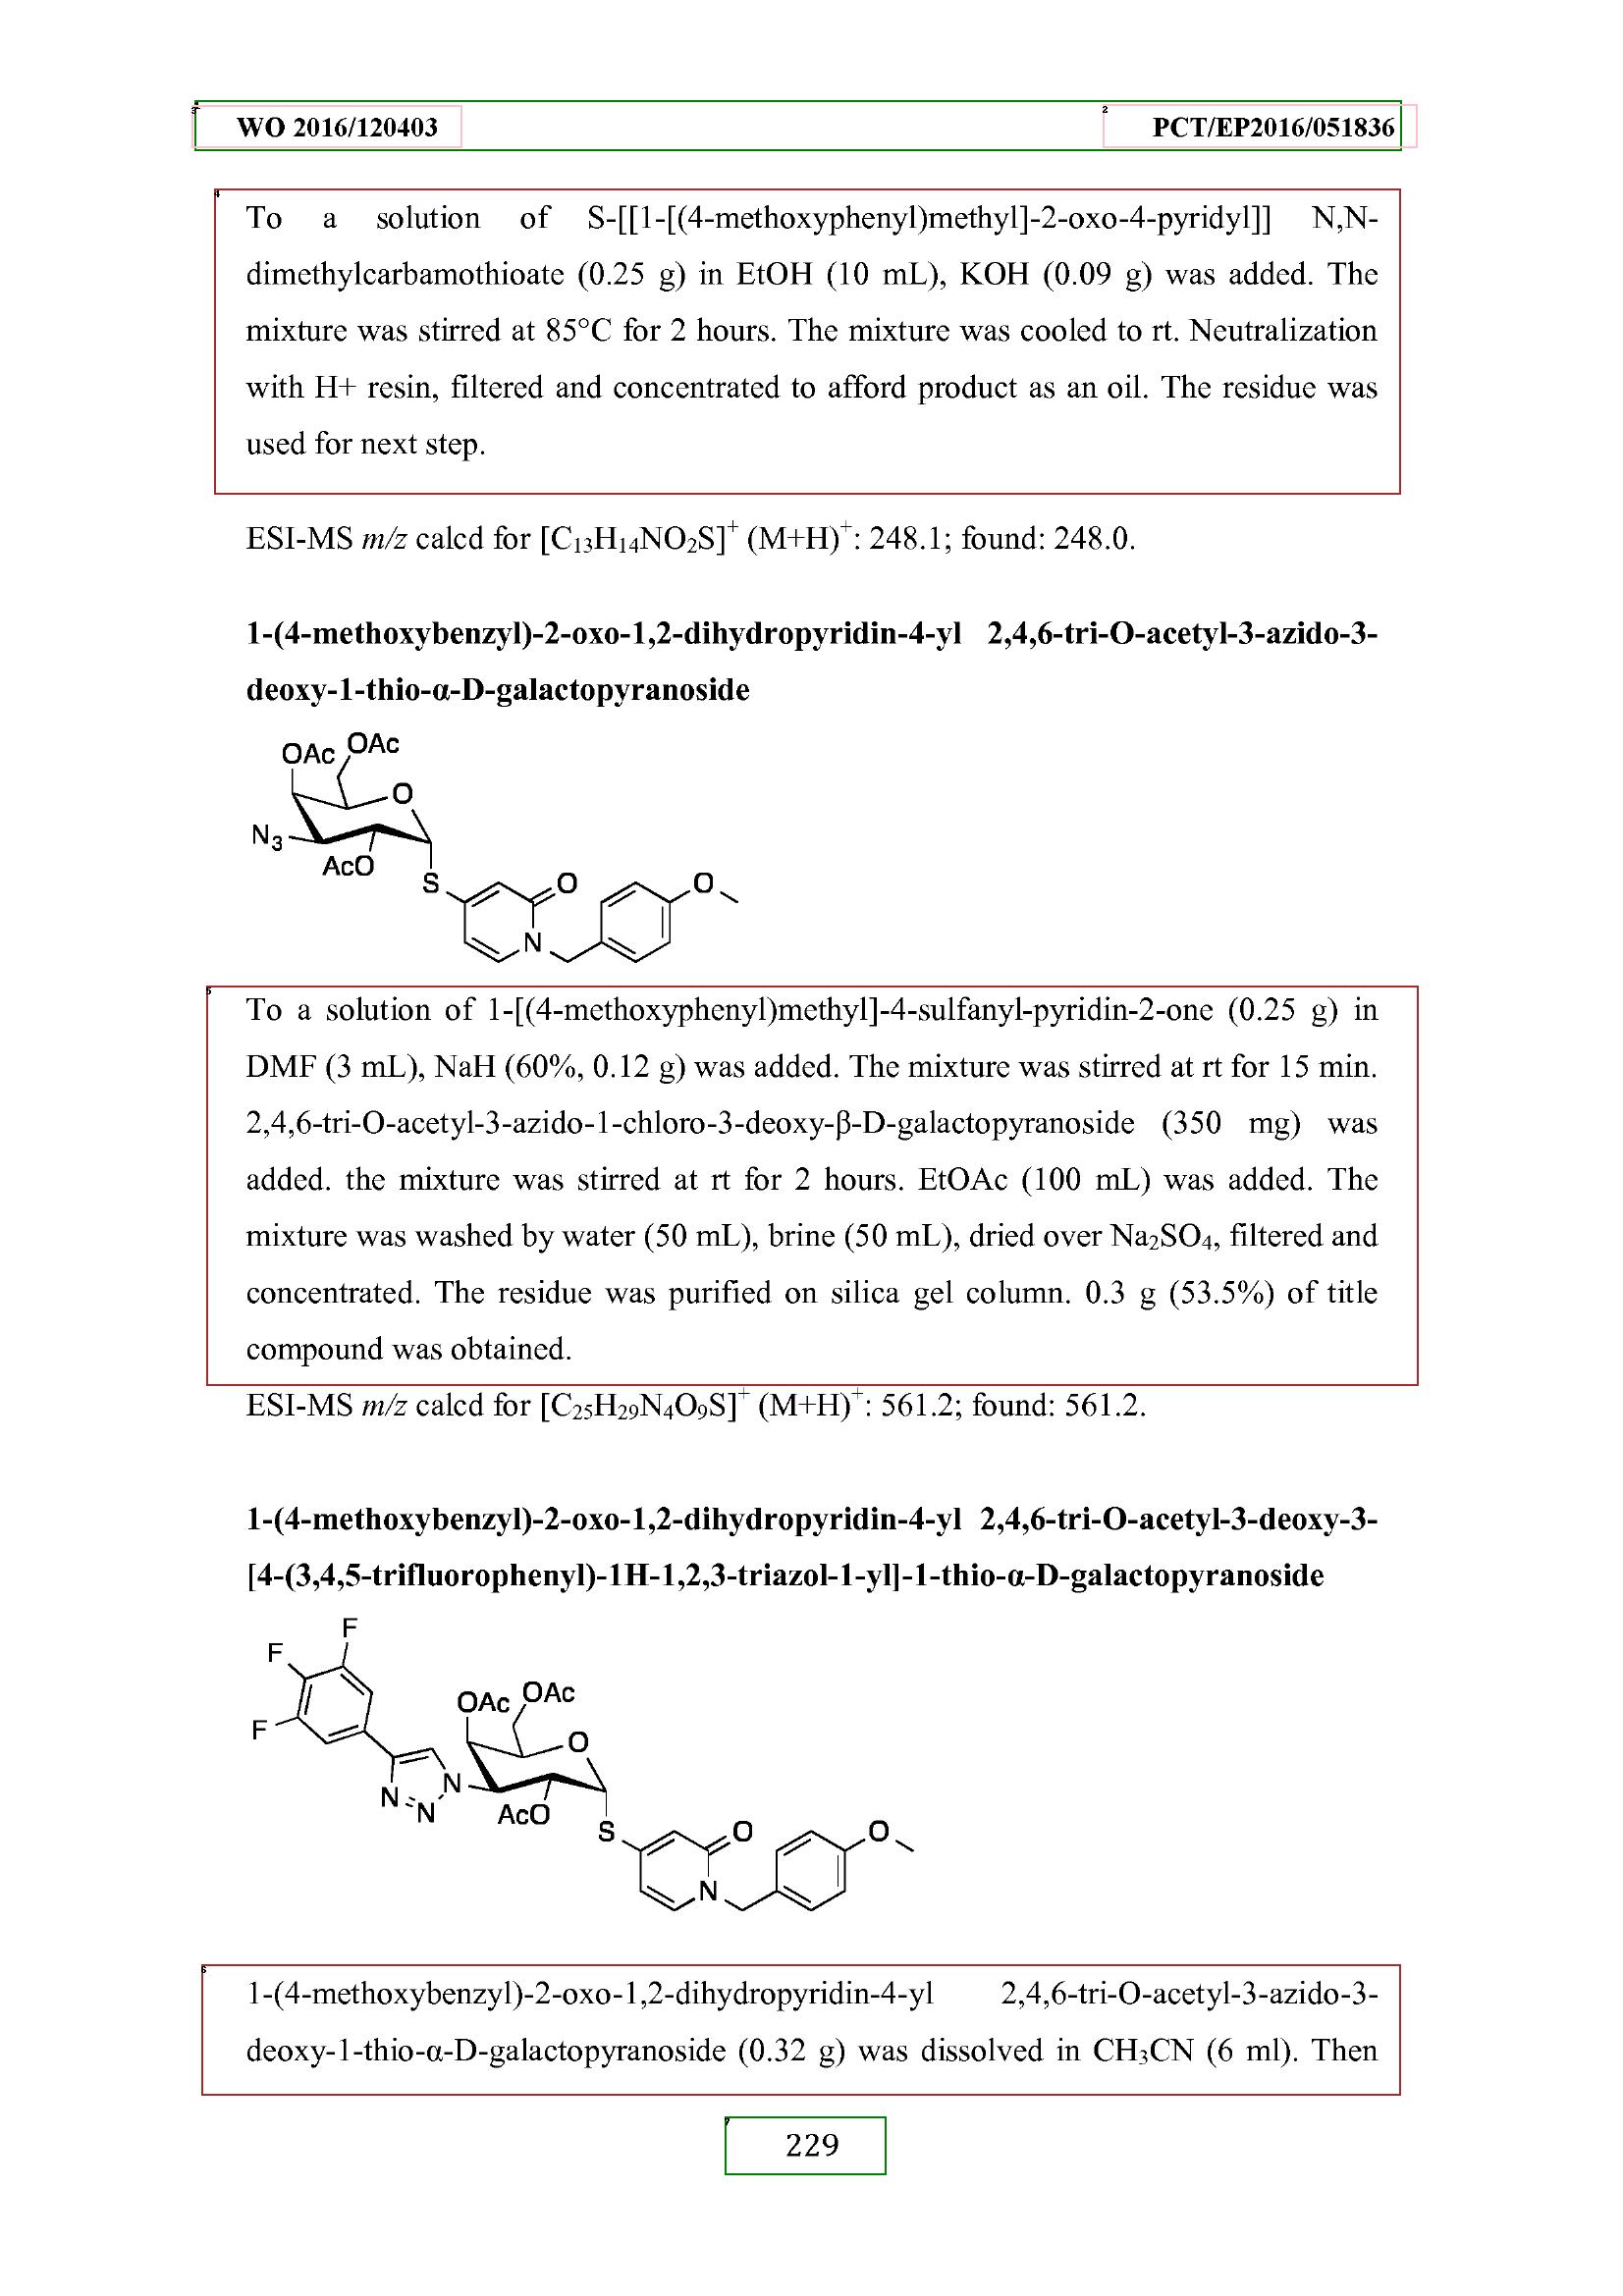 WO 2016/120403 PCT/EP2016/051836
To a solution of S-[[1-[(4-methoxyphenyl)methyl]-2-oxo-4-pyridyl]] N,N-
dimethylcarbamothioate (0.25 g) in EtOH (10 mL), KOH (0.09 g) was added. The
mixture was stirred at 85°C for 2 hours. The mixture was cooled to rt. Neutralization
with H+ resin, filtered and concentrated to afford product as an oil. The residue was
used for next step.
ESI-MS m/z calcd for [C13H14NO2S]+ (M+H)+: 248.1; found: 248.0.
1-(4-methoxybenzyl)-2-oxo-1,2-dihydropyridin-4-yl 2,4,6-tri-O-acetyl-3-azido-3-
deoxy-1-thio-α-D-galactopyranoside
OAc OAc
O
N3
AcO
S O O
N
To a solution of 1-[(4-methoxyphenyl)methyl]-4-sulfanyl-pyridin-2-one (0.25 g) in
DMF (3 mL), NaH (60%, 0.12 g) was added. The mixture was stirred at rt for 15 min.
2,4,6-tri-O-acetyl-3-azido-1-chloro-3-deoxy-β-D-galactopyranoside (350 mg) was
added. the mixture was stirred at rt for 2 hours. EtOAc (100 mL) was added. The
mixture was washed by water (50 mL), brine (50 mL), dried over Na2SO4, filtered and
concentrated. The residue was purified on silica gel column. 0.3 g (53.5%) of title
compound was obtained.
ESI-MS m/z calcd for [C25H29N4O9S]+ (M+H)+: 561.2; found: 561.2.
1-(4-methoxybenzyl)-2-oxo-1,2-dihydropyridin-4-yl 2,4,6-tri-O-acetyl-3-deoxy-3-
[4-(3,4,5-trifluorophenyl)-1H-1,2,3-triazol-1-yl]-1-thio-α-D-galactopyranoside
F
F
OAc OAc
F O
N
N N AcO
S O O
N
1-(4-methoxybenzyl)-2-oxo-1,2-dihydropyridin-4-yl 2,4,6-tri-O-acetyl-3-azido-3-
deoxy-1-thio-α-D-galactopyranoside (0.32 g) was dissolved in CH3CN (6 ml). Then
229